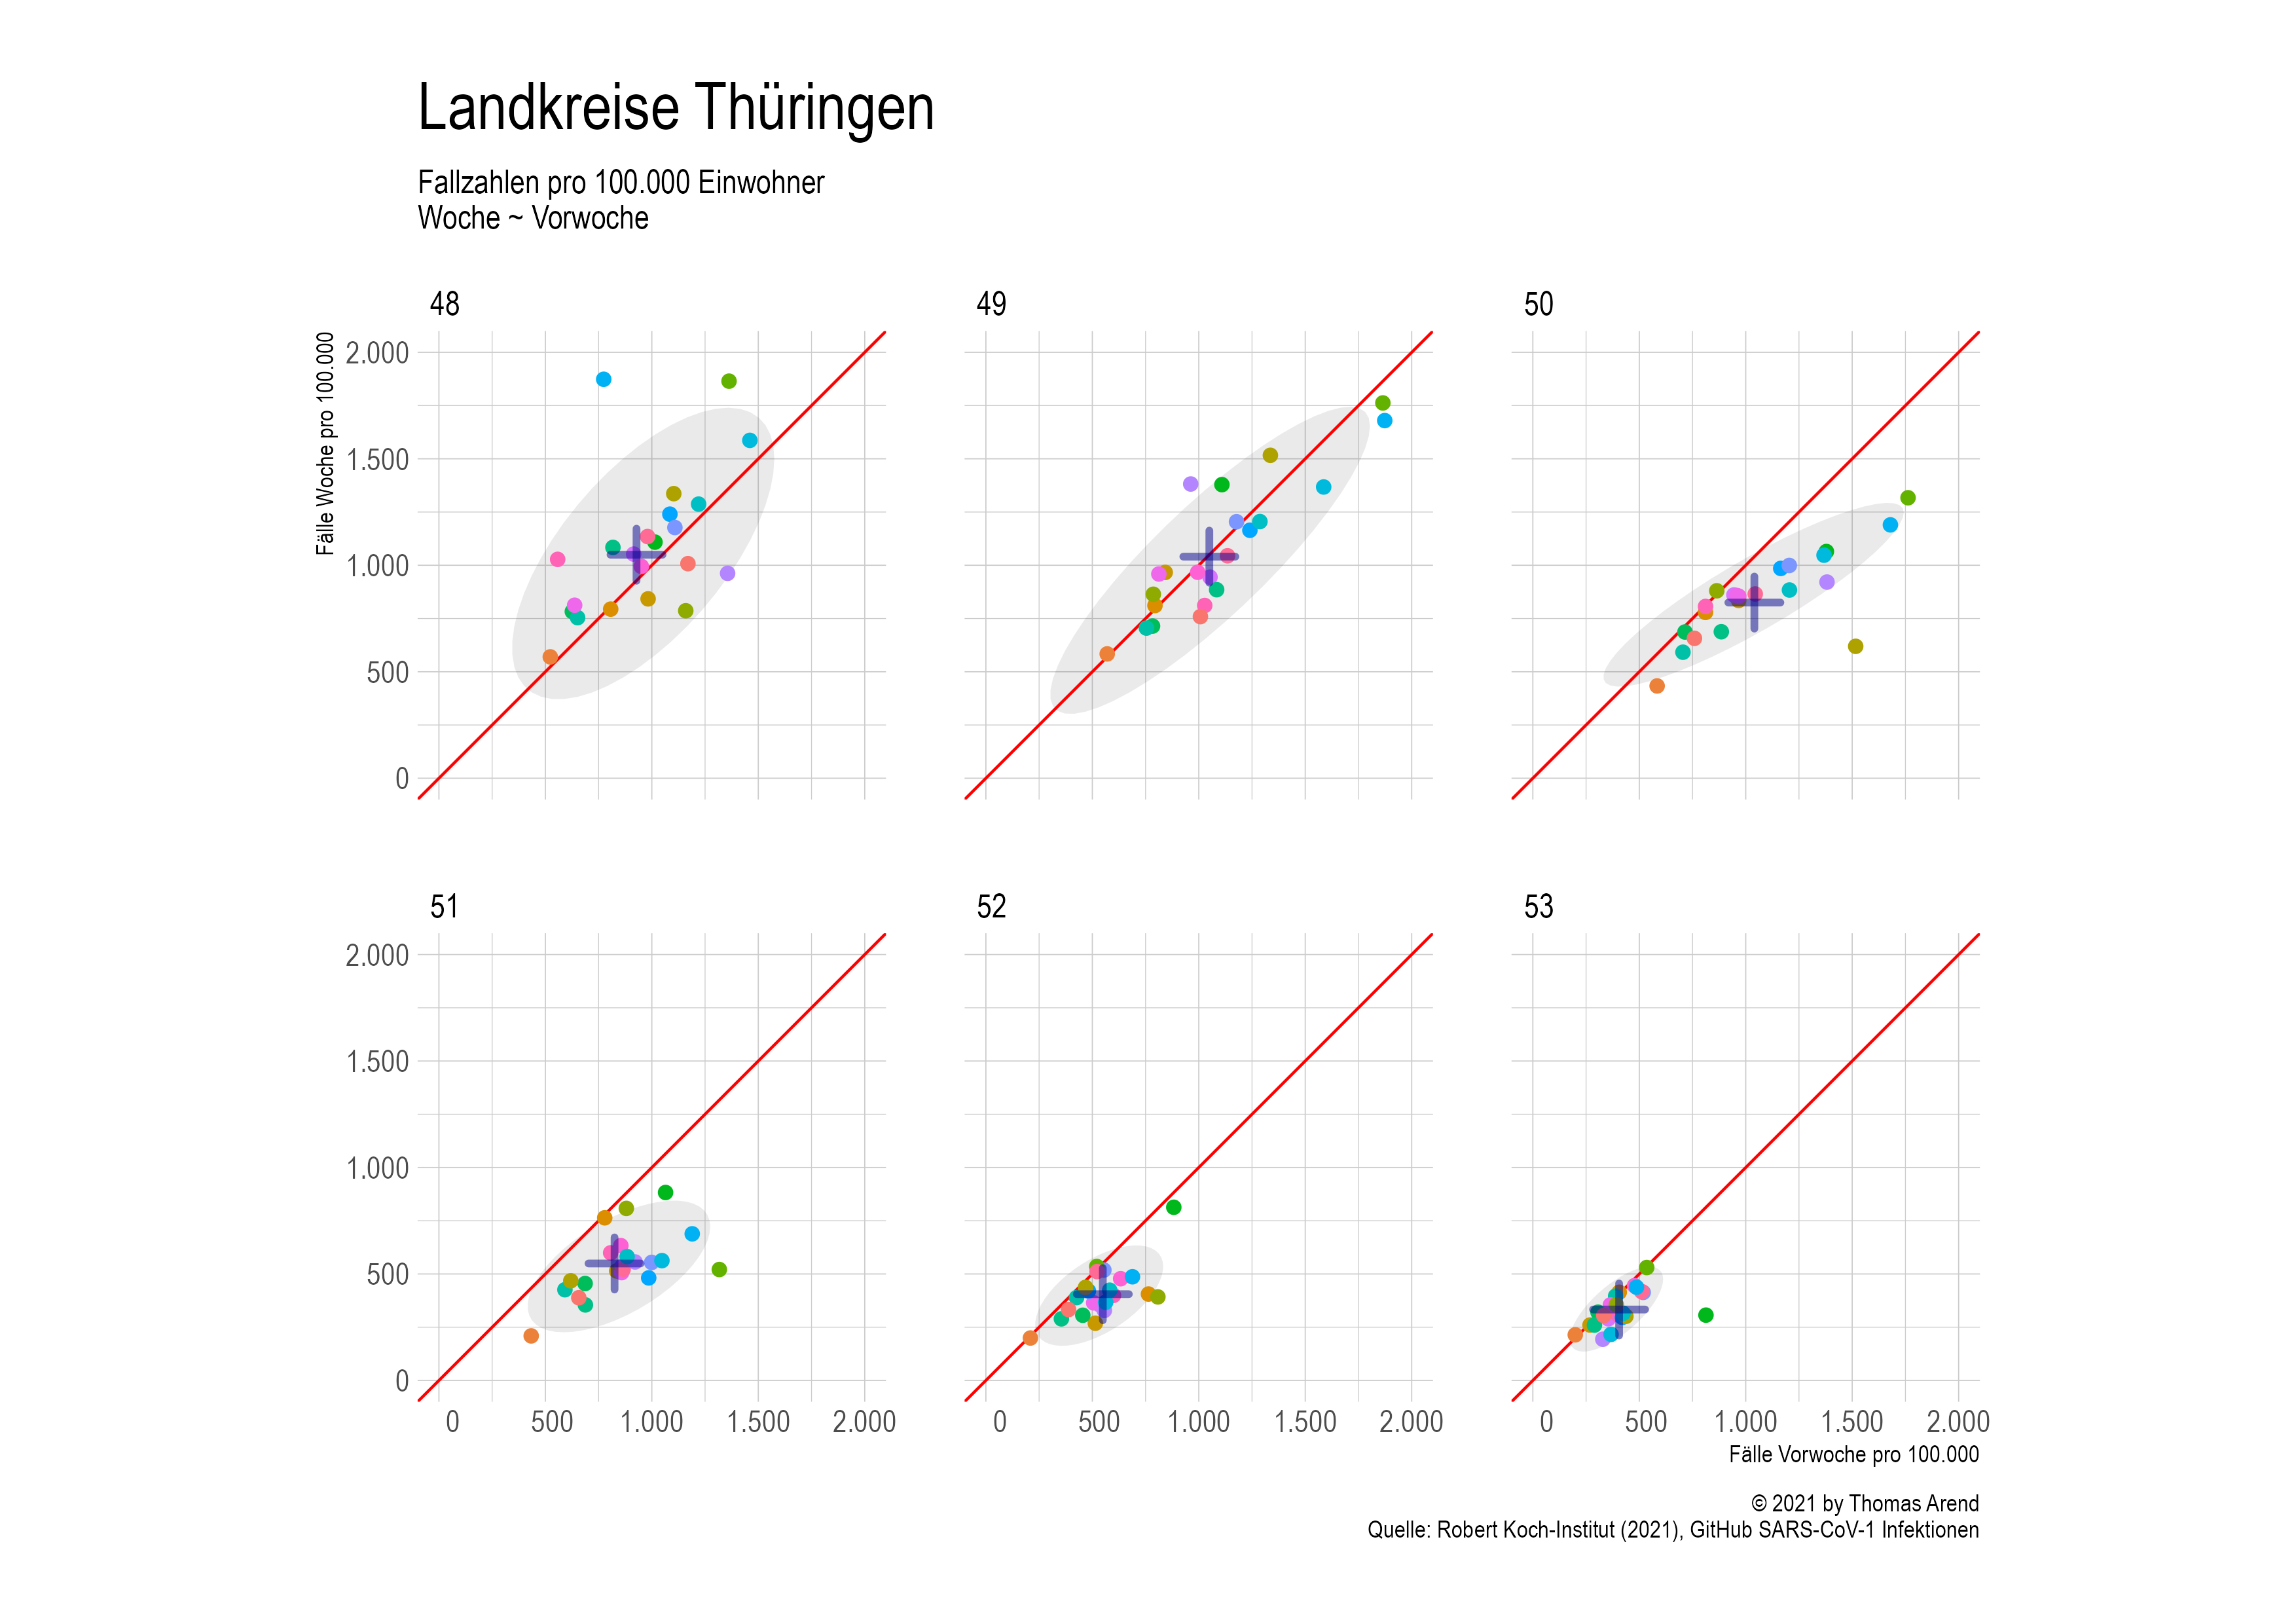 Landkreise Thüringen
Fallzahlen pro 100.000 Einwohner
Woche ~ Vorwoche
48
49
50
Fälle Woche pro 100.000
2.000
1.500
1.000
500
0
51
52
53
2.000
1.500
1.000
500
0
0 500 1.000 1.500 2.000
0 500 1.000 1.500 2.000
0 500 1.000 1.500 2.000
Fälle Vorwoche pro 100.000
© 2021 by Thomas Arend
Quelle: Robert Koch-Institut (2021), GitHub SARS-CoV-1 Infektionen